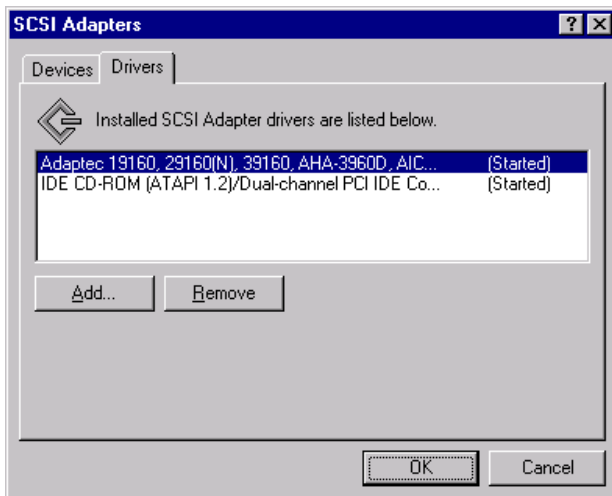 SCSI Adapters
Devices Drivers
Installed SCSI Adapter drivers are listed below.
Adaptec 19160, 29160(N), 39160, AHA-3960D, AIC... (Started)
IDE CD-ROM (ATAPI 1.2)/Dual-channel PCI IDE Co... (Started)
Add... Remove
OK Cancel